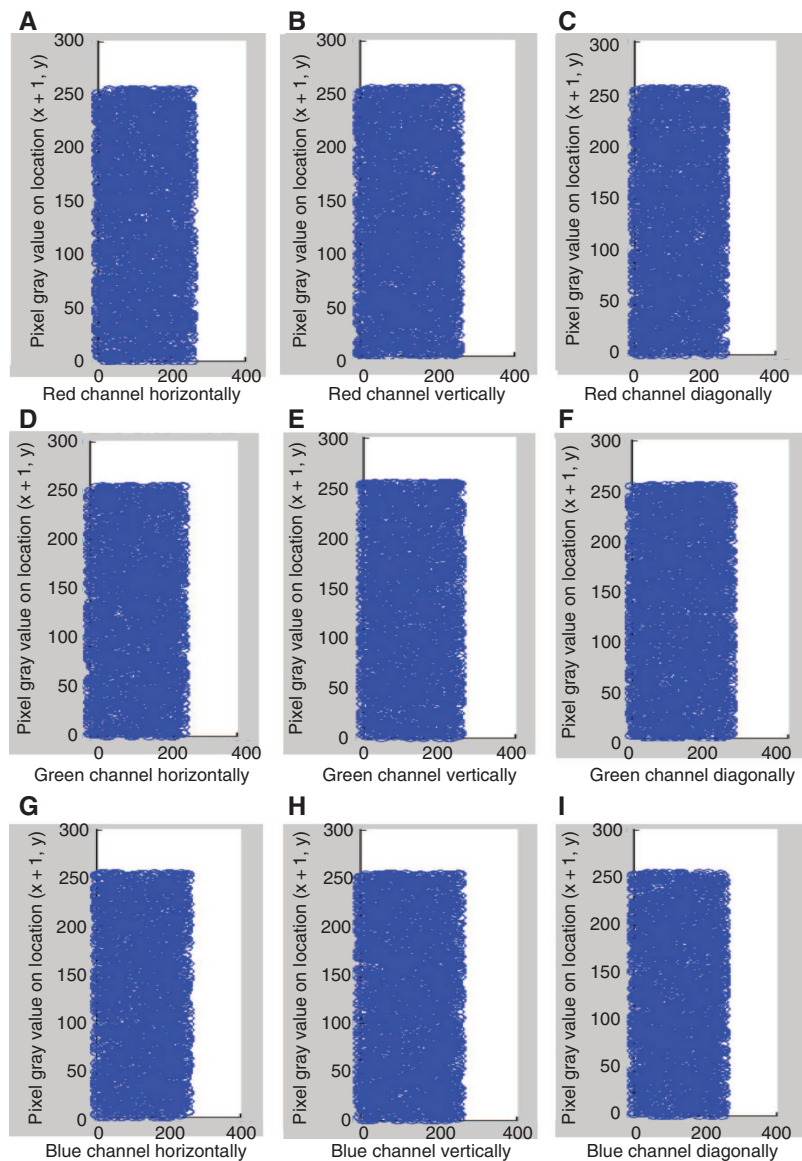 A
Pixel gray value on location (x + 1, y)
300
250
200
150
100
50
0
0 200 400
Red channel horizontally
B
Pixel gray value on location (x + 1, y)
300
250
200
150
100
50
0
0 200 400
Red channel vertically
C
Pixel gray value on location (x + 1, y)
300
250
200
150
100
50
0
0 200 400
Red channel diagonally
D
Pixel gray value on location (x + 1, y)
300
250
200
150
100
50
0
0 200 400
Green channel horizontally
E
Pixel gray value on location (x + 1, y)
300
250
200
150
100
50
0
0 200 400
Green channel vertically
F
Pixel gray value on location (x + 1, y)
300
250
200
150
100
50
0
0 200 400
Green channel diagonally
G
Pixel gray value on location (x + 1, y)
300
250
200
150
100
50
0
0 200 400
Blue channel horizontally
H
Pixel gray value on location (x + 1, y)
300
250
200
150
100
50
0
0 200 400
Blue channel vertically
I
Pixel gray value on location (x + 1, y)
300
250
200
150
100
50
0
0 200 400
Blue channel diagonally